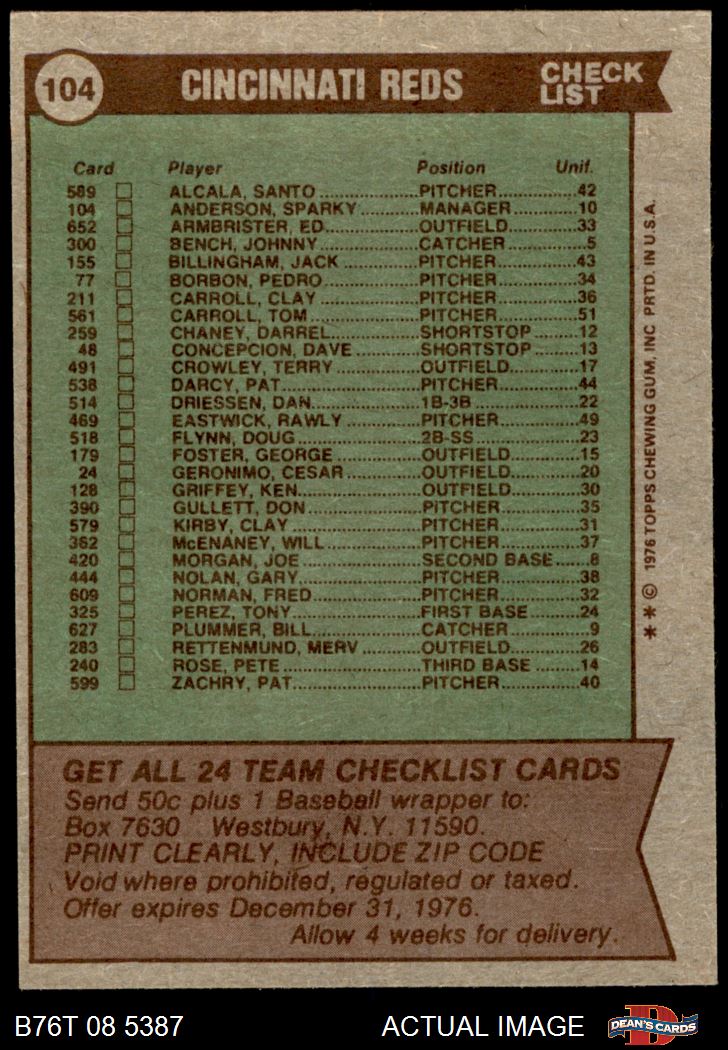 104 CINCINNATI REDS CHECK LIST
Card Player Position Unif.
589 ALCALA, SANTO PITCHER 42
104 ANDERSON, SPARKY MANAGER 10
652 ARMBRISTER, ED OUTFIELD 33
300 BENCH, JOHNNY CATCHER 5
155 BILLINGHAM, JACK PITCHER 43
77 BORBON, PEDRO PITCHER 34
211 CARROLL, CLAY PITCHER 36
561 CARROLL, TOM PITCHER 51
259 CHANEY, DARREL SHORTSTOP 12
48 CONCEPCION, DAVE SHORTSTOP 13
491 CROWLEY, TERRY OUTFIELD 17
538 DARCY, PAT PITCHER 44
514 DRIESSEN, DAN 1B-3B 22
469 EASTWICK, RAWLY PITCHER 49
518 FLYNN, DOUG 2B-SS 23
179 FOSTER, GEORGE OUTFIELD 15
24 GERONIMO, CESAR OUTFIELD 20
128 GRIFFEY, KEN OUTFIELD 30
390 GULLETT, DON PITCHER 35
579 KIRBY, CLAY PITCHER 31
362 McENANEY, WILL PITCHER 37
420 MORGAN, JOE SECOND BASE 8
444 NOLAN, GARY PITCHER 38
609 NORMAN, FRED PITCHER 32
325 PEREZ, TONY FIRST BASE 24
627 PLUMMER, BILL CATCHER 9
283 RETTENMUND, MERV OUTFIELD 26
240 ROSE, PETE THIRD BASE 14
599 ZACHRY, PAT PITCHER 40
* * © 1976 TOPPS CHEWING GUM, INC PRTD. IN U.S.A.
GET ALL 24 TEAM CHECKLIST CARDS
Send 50c plus 1 Baseball wrapper to:
Box 7630 Westbury, N.Y. 11590.
PRINT CLEARLY, INCLUDE ZIP CODE
Void where prohibited, regulated or taxed.
Offer expires December 31, 1976.
Allow 4 weeks for delivery.
B76T 08 5387 ACTUAL IMAGE D DEAN'S CARDS